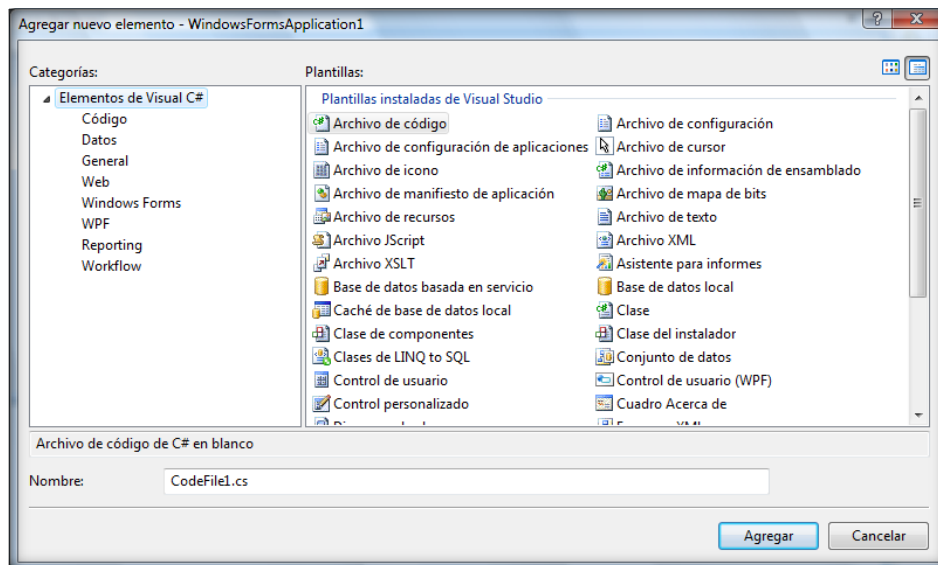 Agregar nuevo elemento - WindowsFormsApplication1
Categorías:
Elementos de Visual C#
Código
Datos
General
Web
Windows Forms
WPF
Reporting
Workflow
Plantillas:
Plantillas instaladas de Visual Studio
Archivo de código
Archivo de configuración
Archivo de configuración de aplicaciones
Archivo de cursor
Archivo de icono
Archivo de información de ensamblado
Archivo de manifiesto de aplicación
Archivo de mapa de bits
Archivo de recursos
Archivo de texto
Archivo JScript
Archivo XML
Archivo XSLT
Asistente para informes
Base de datos basada en servicio
Base de datos local
Caché de base de datos local
Clase
Clase de componentes
Clase del instalador
Clases de LINQ to SQL
Conjunto de datos
Control de usuario
Control de usuario (WPF)
Control personalizado
Cuadro Acerca de
Archivo de código de C# en blanco
Nombre:
CodeFile1.cs
Agregar
Cancelar